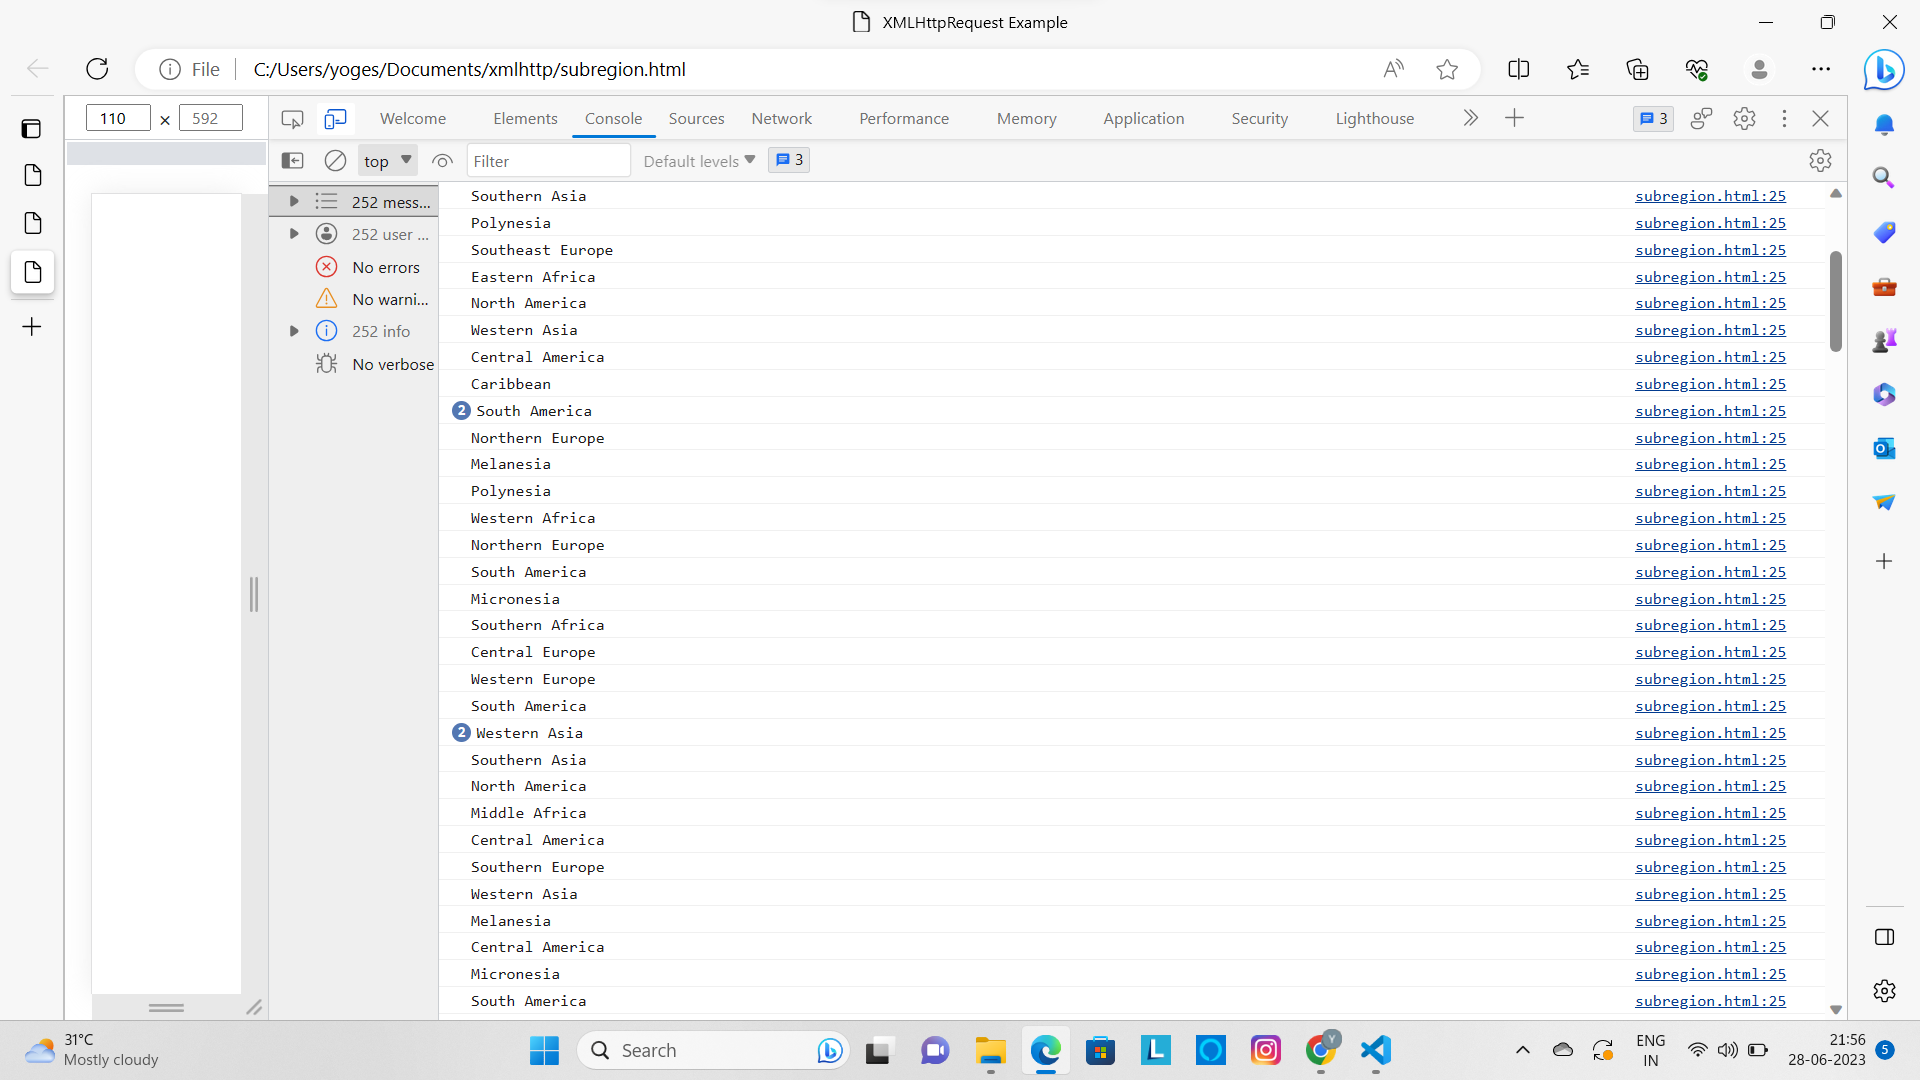 XMLHttpRequest Example
File
C:/Users/yoges/Documents/xmlhttp/subregion.html
110 × 592
Welcome Elements Console Sources Network Performance Memory Application Security Lighthouse 3
top Filter Default levels 3
252 mess...
252 user ...
No errors
No warni...
252 info
No verbose
Southern Asia subregion.html:25
Polynesia subregion.html:25
Southeast Europe subregion.html:25
Eastern Africa subregion.html:25
North America subregion.html:25
Western Asia subregion.html:25
Central America subregion.html:25
Caribbean subregion.html:25
2 South America subregion.html:25
Northern Europe subregion.html:25
Melanesia subregion.html:25
Polynesia subregion.html:25
Western Africa subregion.html:25
Northern Europe subregion.html:25
South America subregion.html:25
Micronesia subregion.html:25
Southern Africa subregion.html:25
Central Europe subregion.html:25
Western Europe subregion.html:25
South America subregion.html:25
2 Western Asia subregion.html:25
Southern Asia subregion.html:25
North America subregion.html:25
Middle Africa subregion.html:25
Central America subregion.html:25
Southern Europe subregion.html:25
Western Asia subregion.html:25
Melanesia subregion.html:25
Central America subregion.html:25
Micronesia subregion.html:25
South America subregion.html:25
31°C
Mostly cloudy
Search
L
Y
ENG
IN
21:56
28-06-2023
5